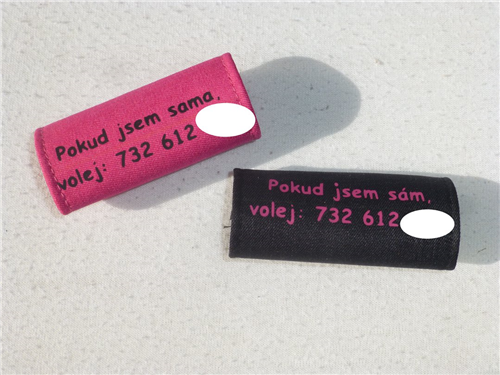 Pokud jsem sama,
volej: 732 612
Pokud jsem sám,
volej: 732 612